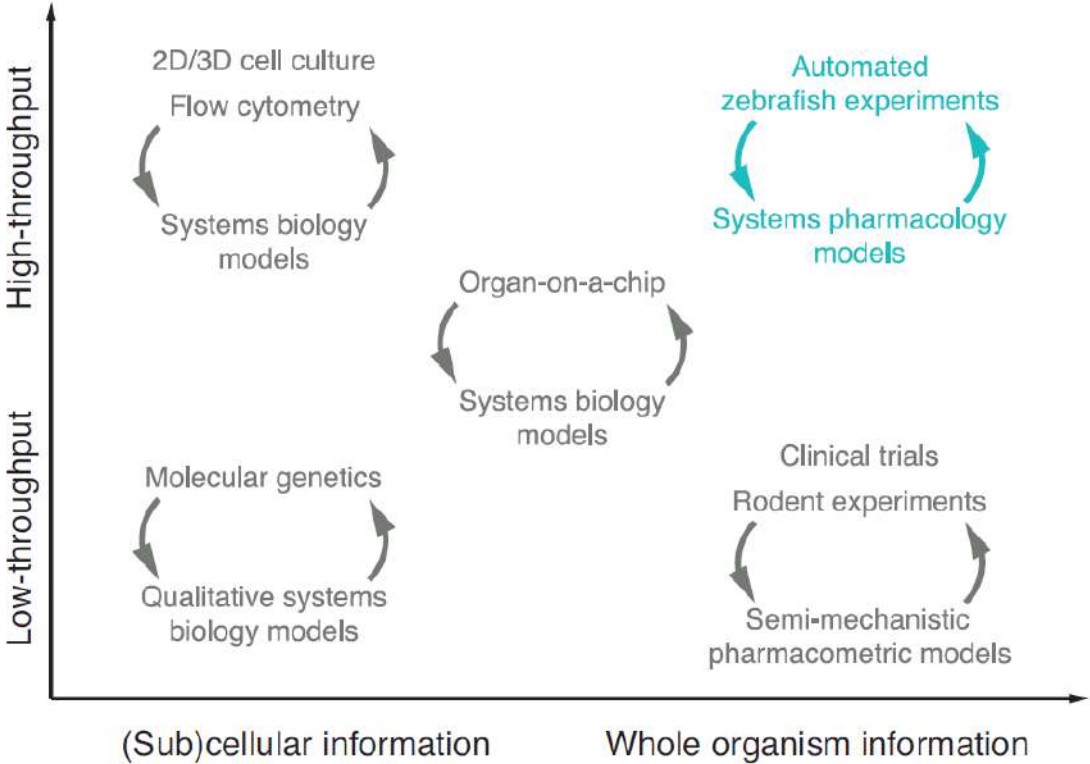 High-throughput
Low-throughput
2D/3D cell culture
Flow cytometry
Systems biology
models
Automated
zebrafish experiments
Systems pharmacology
models
Organ-on-a-chip
Systems biology
models
Molecular genetics
Qualitative systems
biology models
Clinical trials
Rodent experiments
Semi-mechanistic
pharmacometric models
(Sub)cellular information
Whole organism information